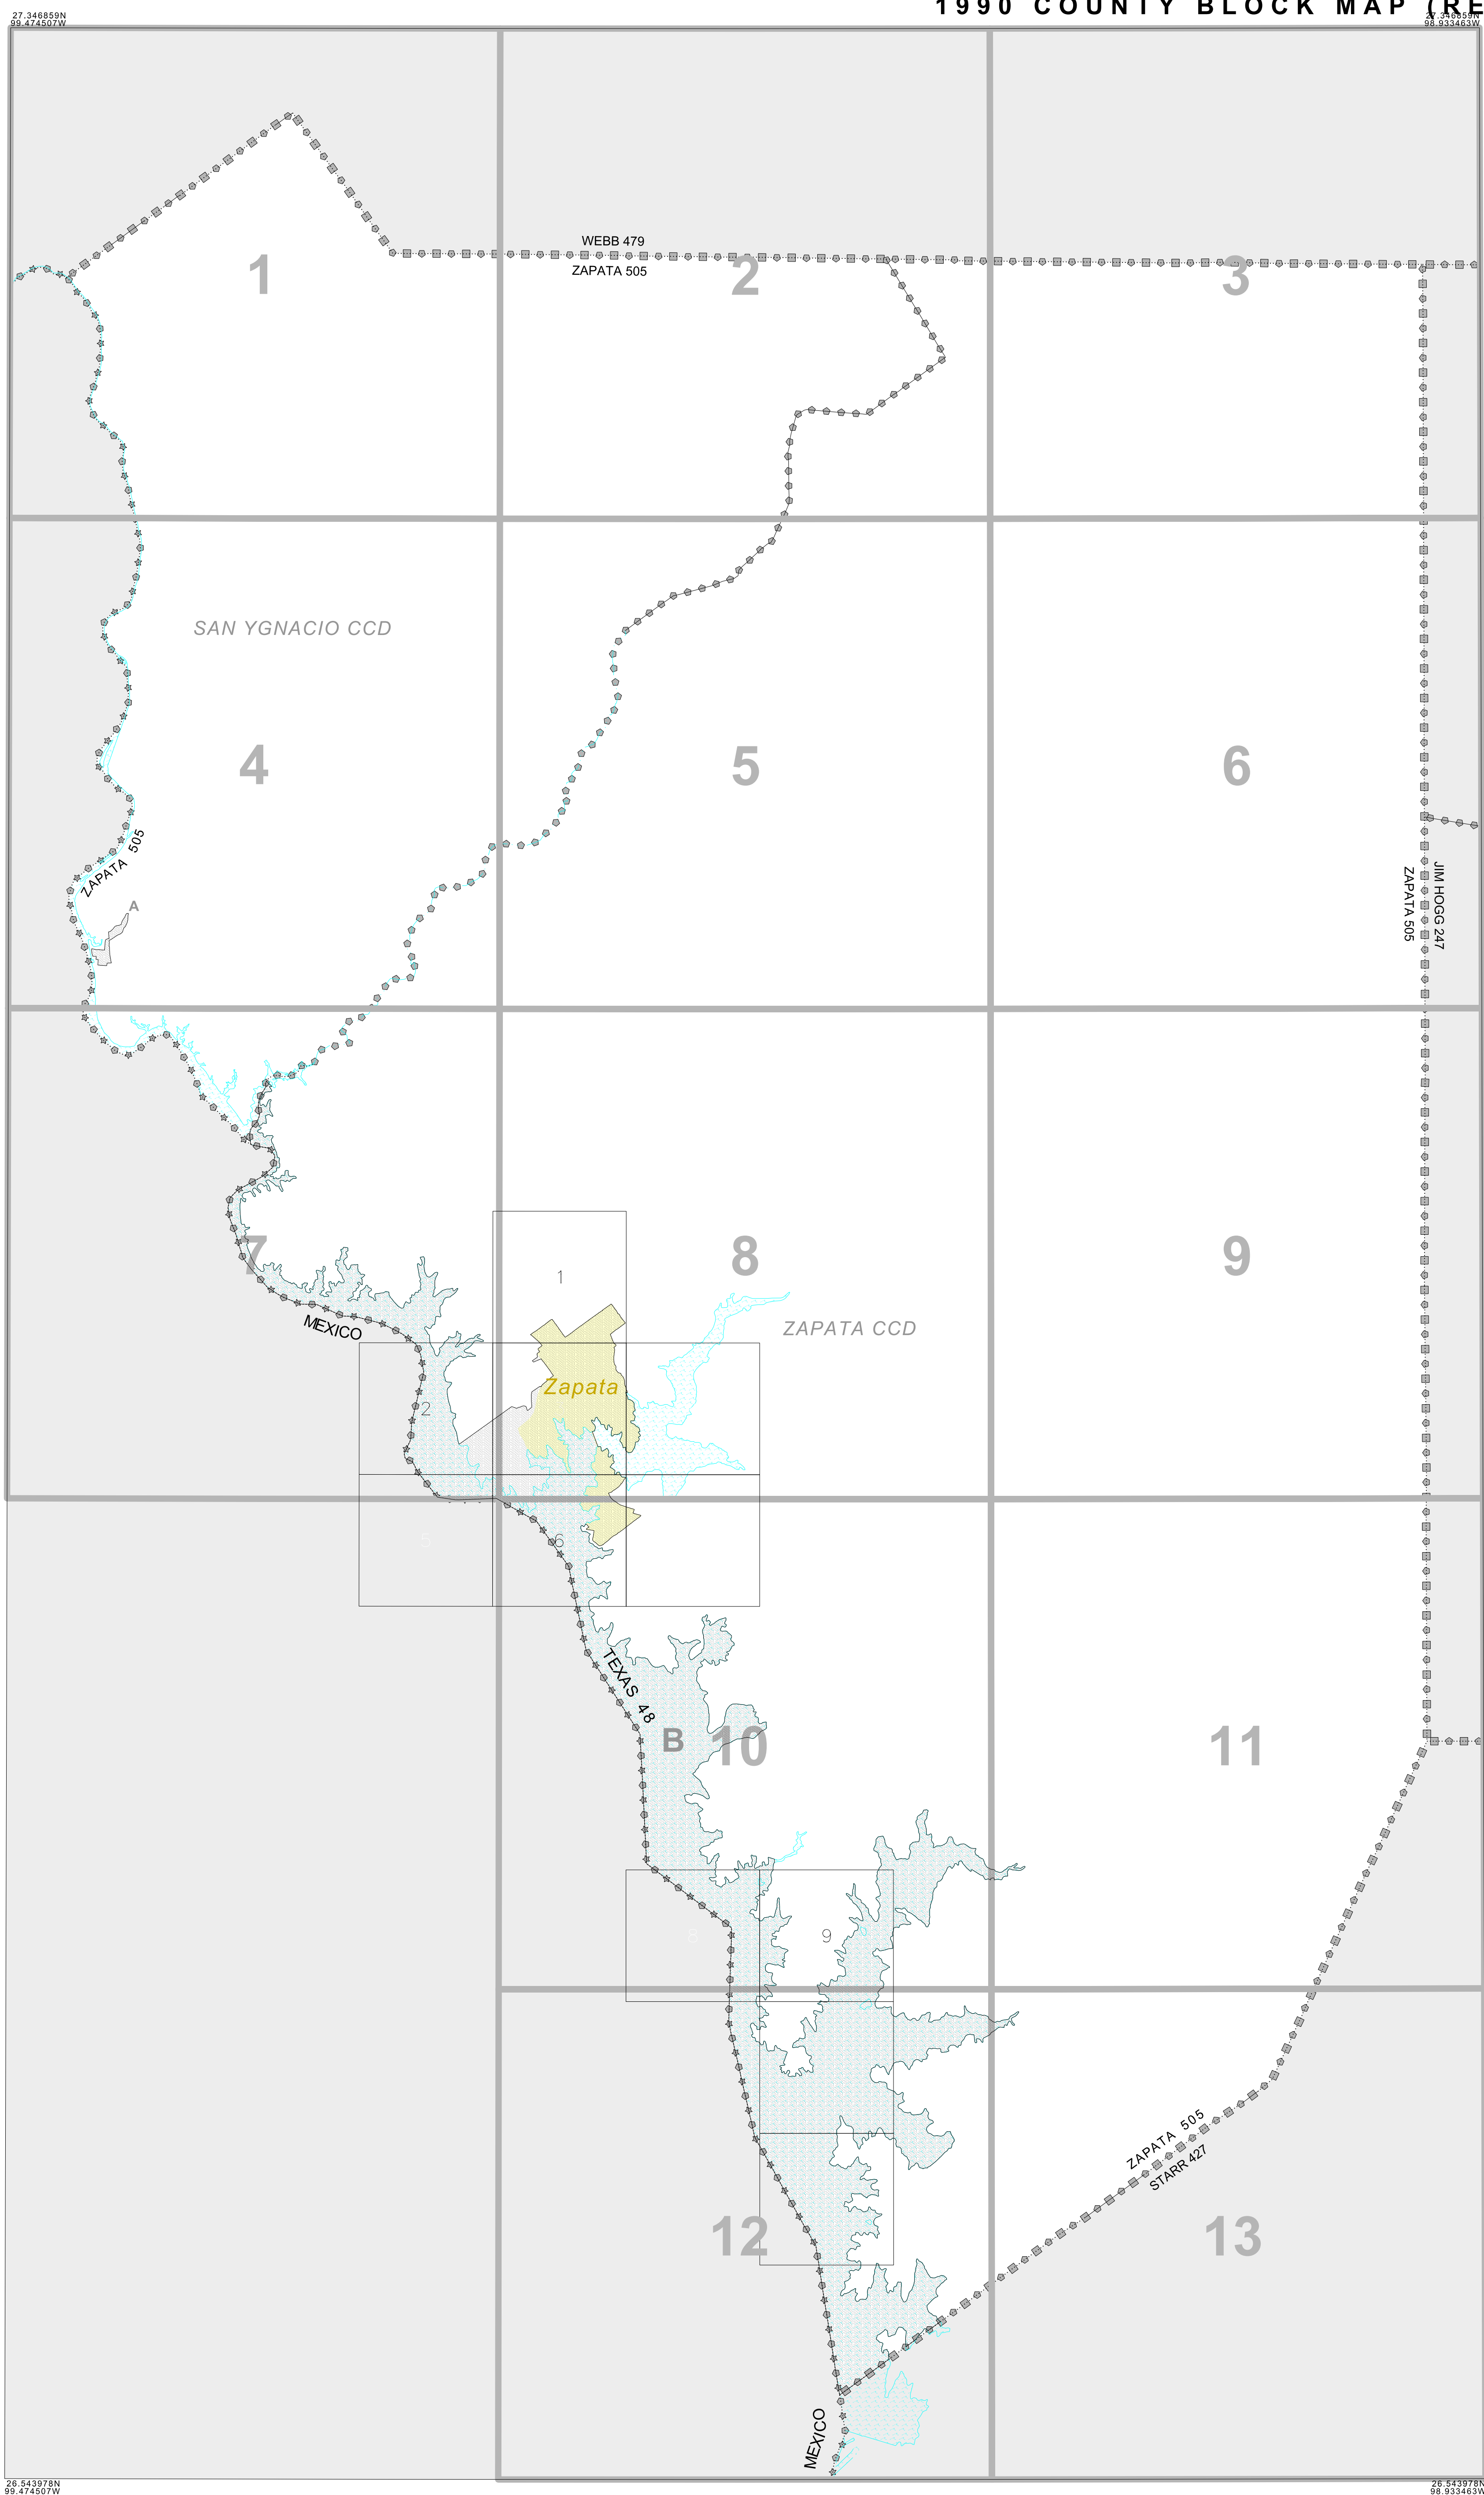 1990 COUNTY BLOCK MAP (RE
27.346859N
99.474507W
27.346859N
98.933463W
WEBB 479
ZAPATA 505
1
2
3
SAN YGNACIO CCD
4
5
6
ZAPATA 505
A
JIM HOGG 247
ZAPATA 505
7
8
9
1
MEXICO
ZAPATA CCD
Zapata
2
5
6
TEXAS 48
B
10
11
8
9
ZAPATA 505
STARR 427
12
13
MEXICO
26.543978N
99.474507W
26.543978N
98.933463W